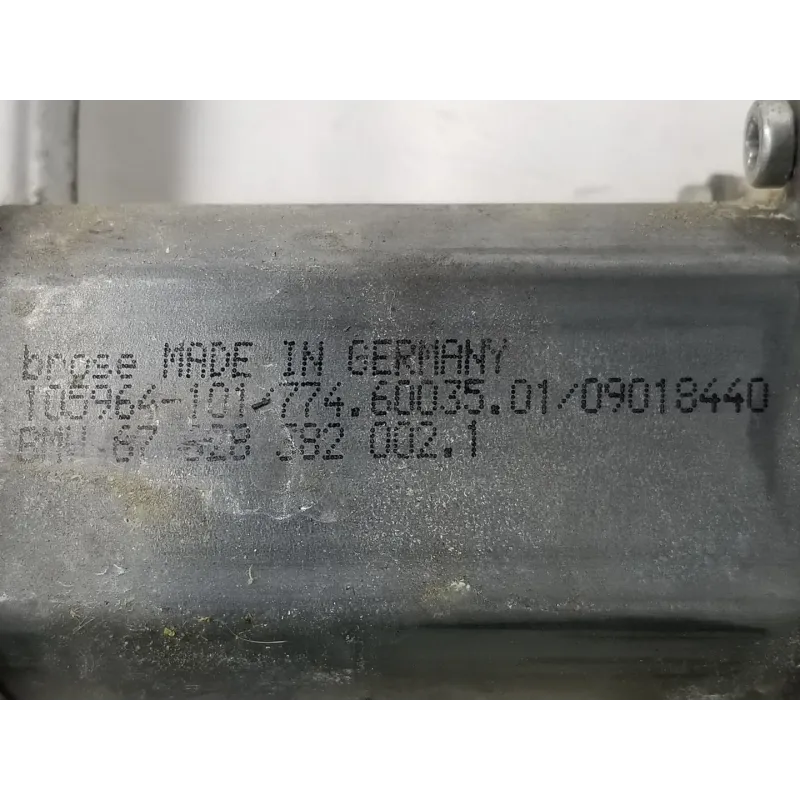 brose MADE IN GERMANY
105964-101/774.60035.01/09018440
BMW 67 628 382 002.1